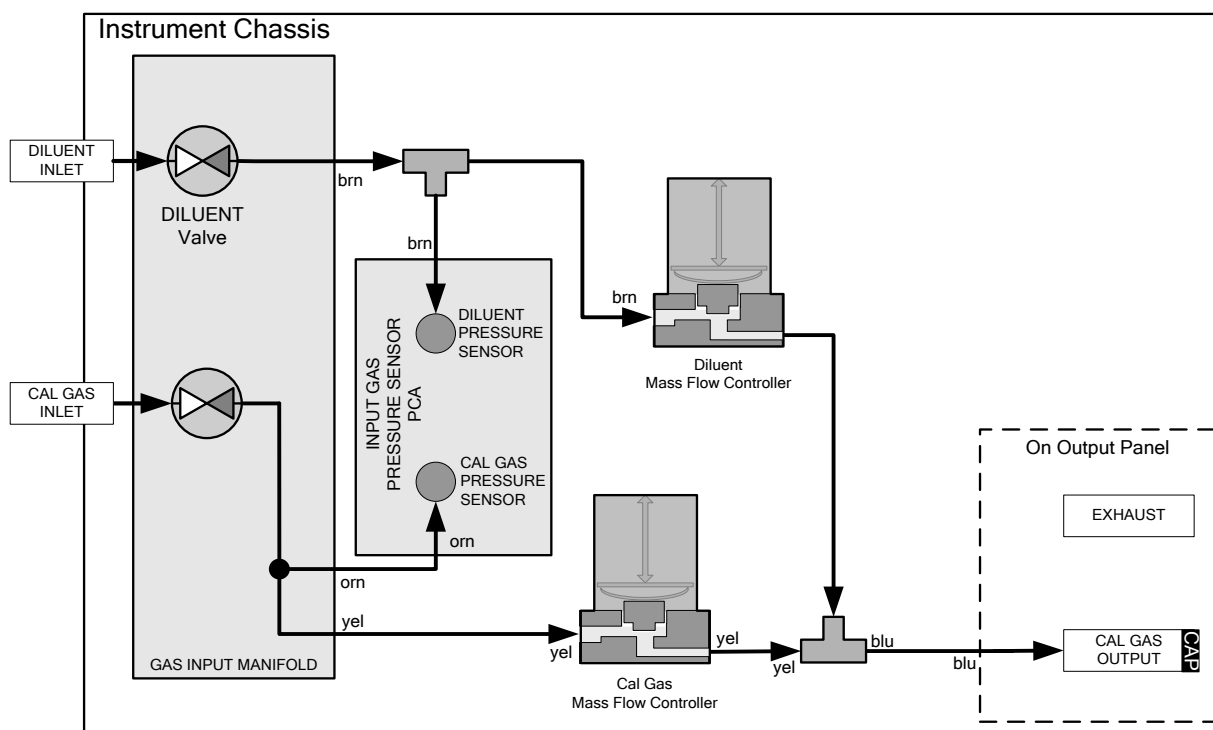 Instrument Chassis
DILUENT
INLET
brn
DILUENT
Valve
brn
brn
DILUENT
PRESSURE
SENSOR
INPUT GAS
PRESSURE SENSOR
PCA
Diluent
Mass Flow Controller
CAL GAS
INLET
CAL GAS
PRESSURE
SENSOR
orn
orn
yel
yel
yel
yel
Cal Gas
Mass Flow Controller
GAS INPUT MANIFOLD
blu
blu
On Output Panel
EXHAUST
CAL GAS
OUTPUT
CAP